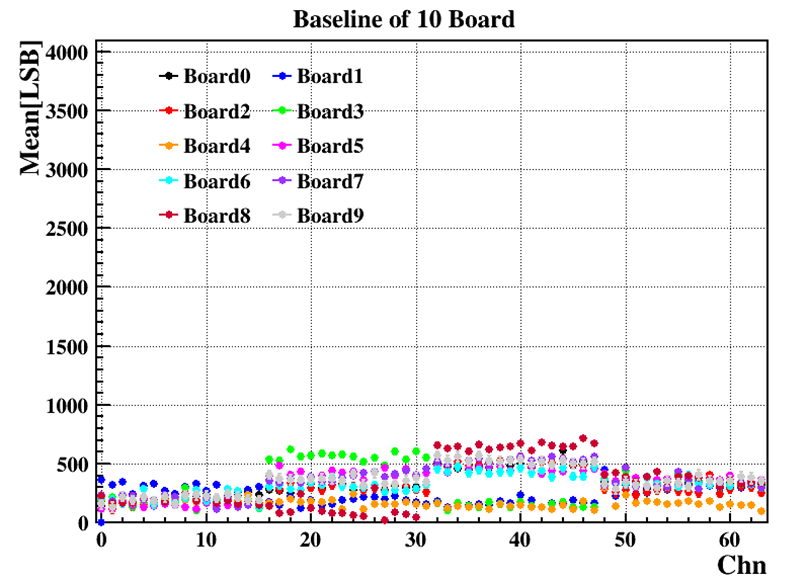 Baseline of 10 Board
Mean[LSB]
4000
3500
3000
2500
2000
1500
1000
500
0
Board0 Board1
Board2 Board3
Board4 Board5
Board6 Board7
Board8 Board9
0 10 20 30 40 50 60
Chn